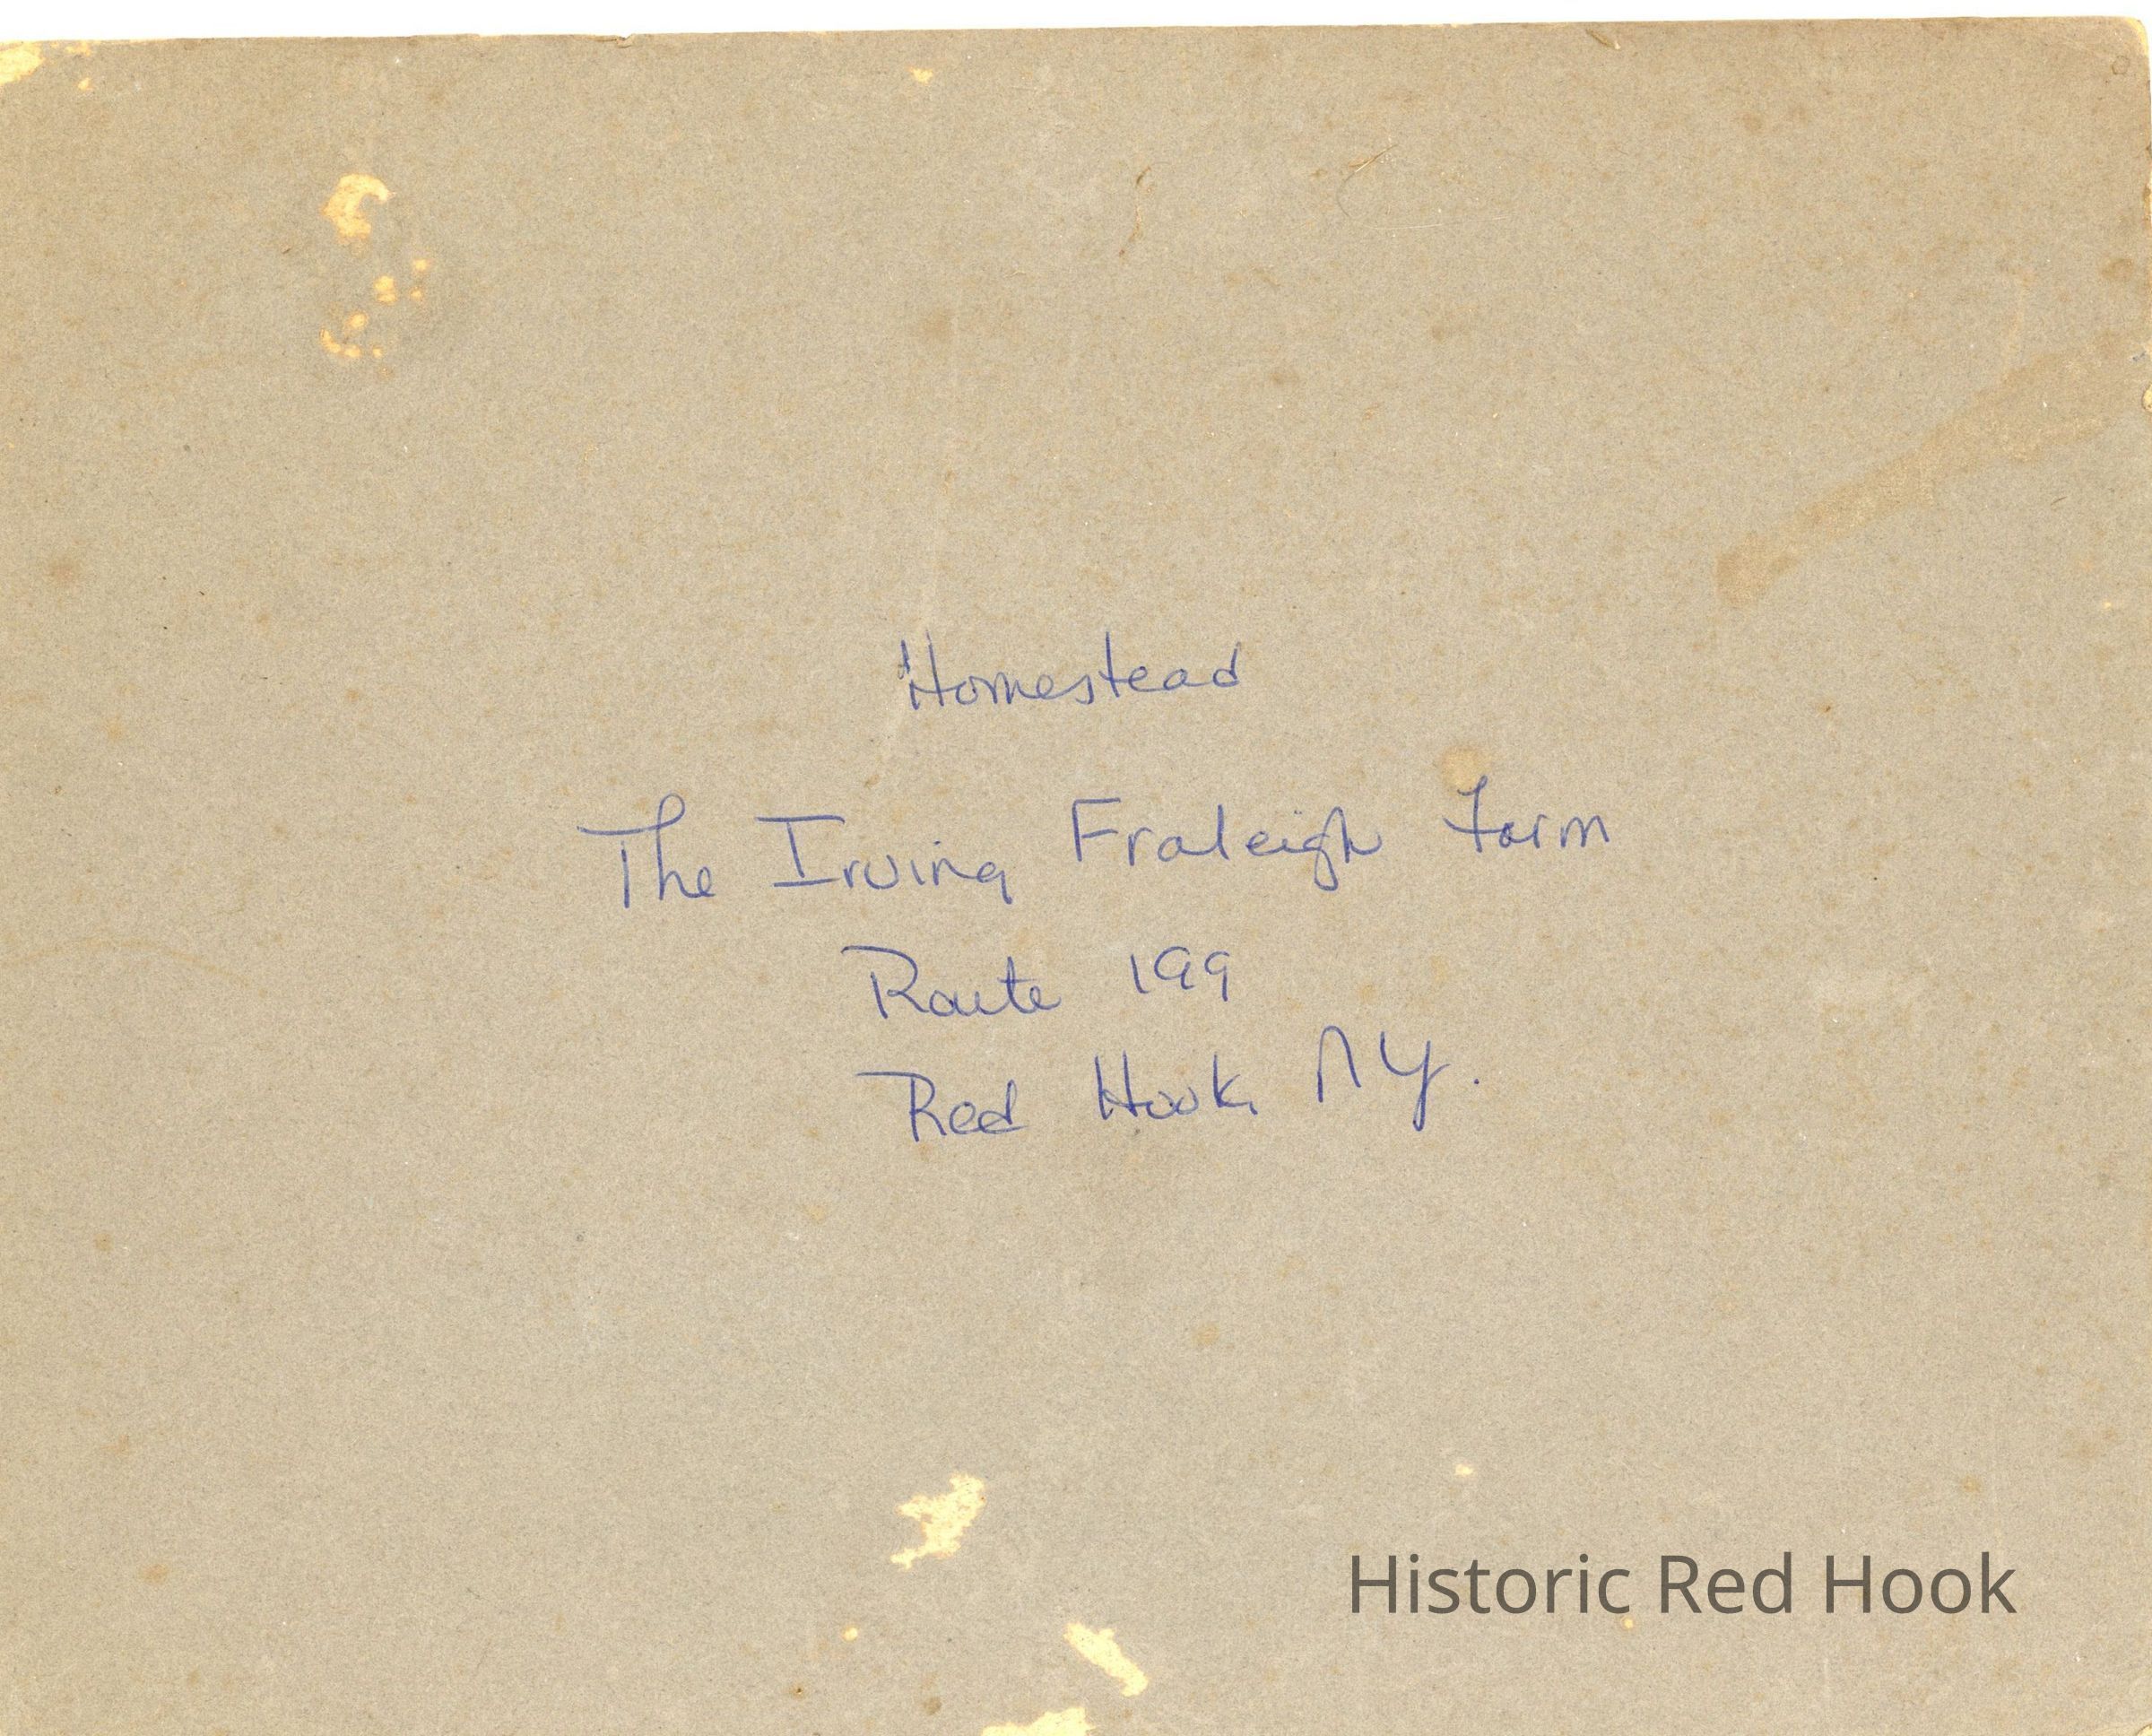 Homestead
The Irving Fraleigh Farm
Route 199
Red Hook, NY.
Historic Red Hook